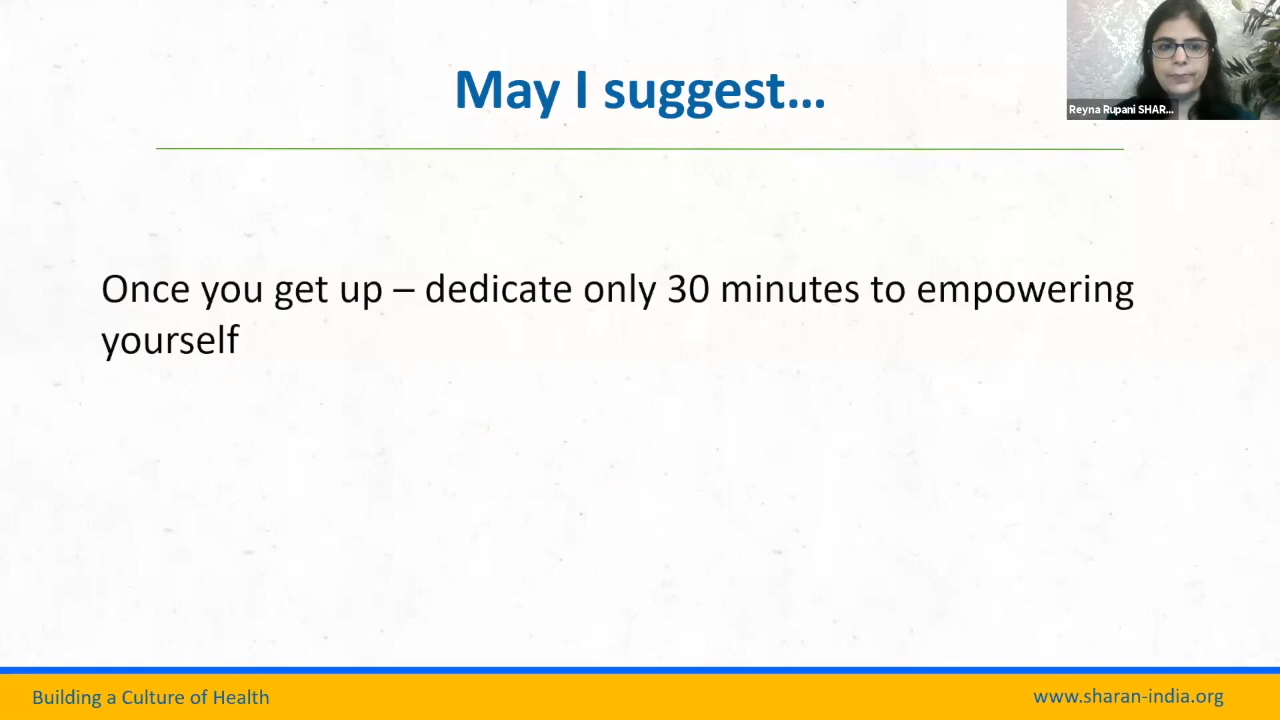 May I suggest...
Reyna Rupani SHAR...
Once you get up – dedicate only 30 minutes to empowering
yourself
Building a Culture of Health
www.sharan-india.org